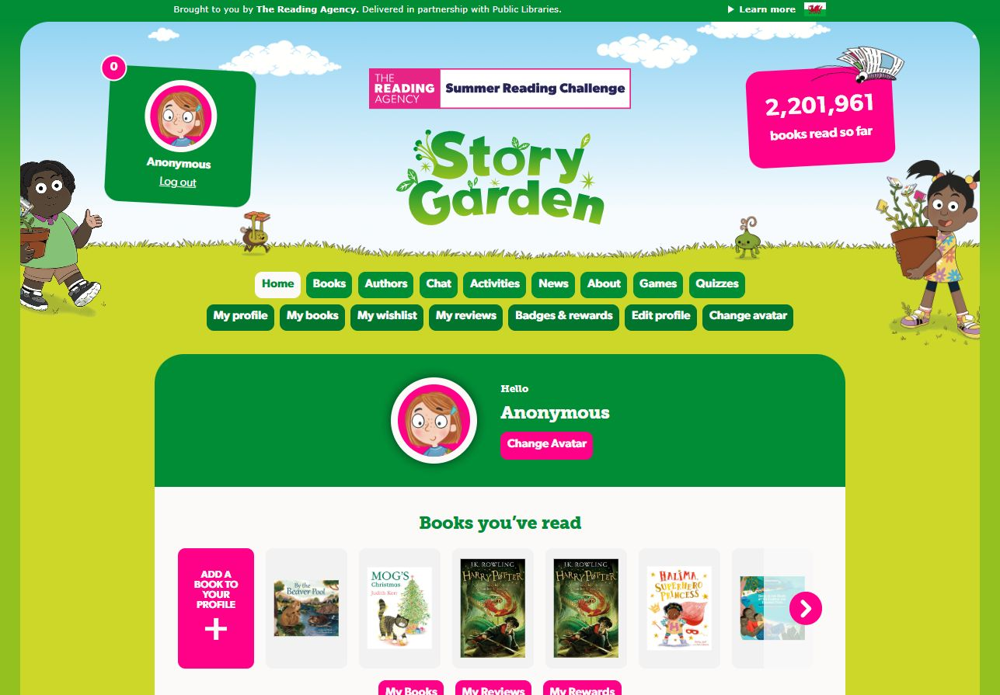 Brought to you by The Reading Agency. Delivered in partnership with Public Libraries.
Learn more
0
Anonymous
Log out
THE
READING
AGENCY
Summer Reading Challenge
Story
Garden
2,201,961
books read so far
Home
Books
Authors
Chat
Activities
News
About
Games
Quizzes
My profile
My books
My wishlist
My reviews
Badges & rewards
Edit profile
Change avatar
Hello
Anonymous
Change Avatar
Books you've read
ADD A
BOOK TO
YOUR
PROFILE
By the
Beaver Pool
MOG'S
Christmas
Judith Kerr
J.K. ROWLING
HARRY POTTER
J.K. ROWLING
HARRY POTTER
HALIMA,
SUPERHERO
PRINCESS
My Books
My Reviews
My Rewards